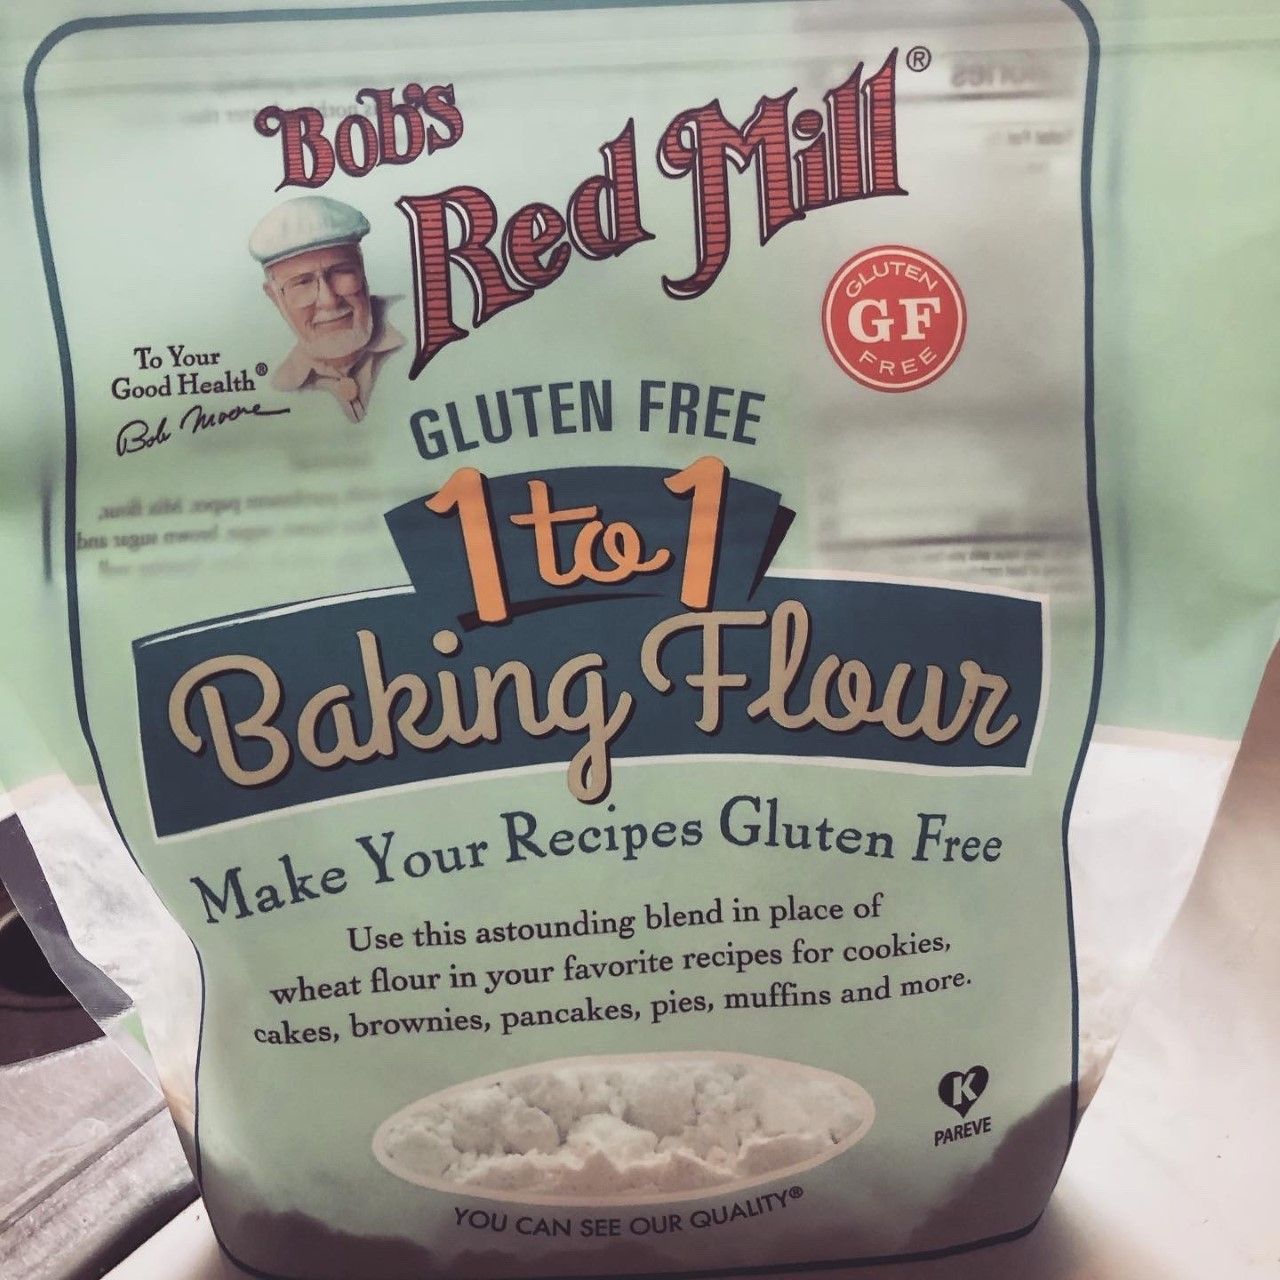 Bob's
Red Mill®
GLUTEN
GF
FREE
To Your
Good Health®
Bob Moore
GLUTEN FREE
1 to 1
Baking Flour
Make Your Recipes Gluten Free
Use this astounding blend in place of
wheat flour in your favorite recipes for cookies,
cakes, brownies, pancakes, pies, muffins and more.
K
PAREVE
YOU CAN SEE OUR QUALITY®